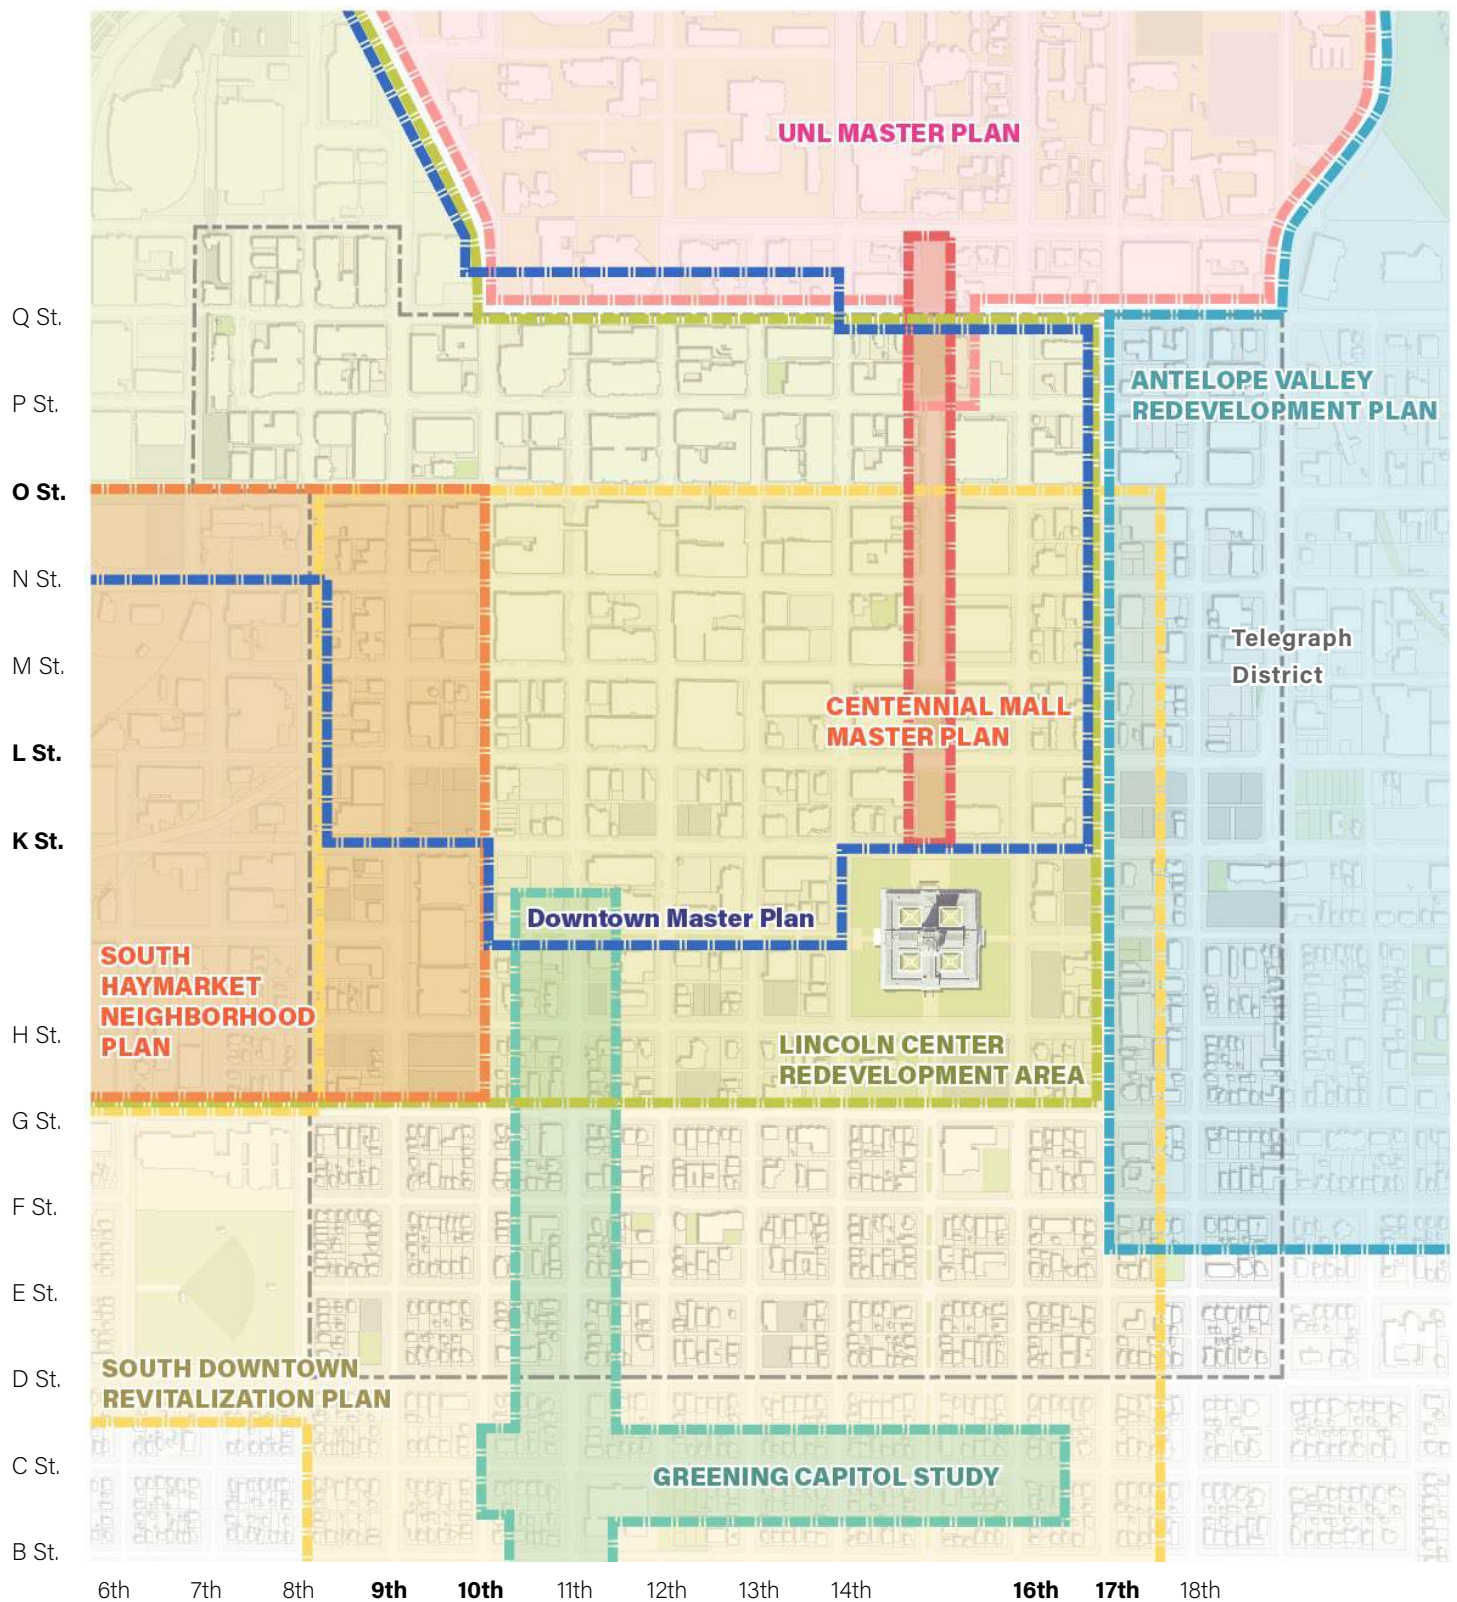 UNL MASTER PLAN
Q St.
ANTELOPE VALLEY
REDEVELOPMENT PLAN
P St.
O St.
N St.
Telegraph
District
M St.
CENTENNIAL MALL
MASTER PLAN
L St.
K St.
Downtown Master Plan
SOUTH
HAYMARKET
NEIGHBORHOOD
PLAN
H St.
LINCOLN CENTER
REDEVELOPMENT AREA
G St.
F St.
E St.
SOUTH DOWNTOWN
REVITALIZATION PLAN
D St.
C St.
GREENING CAPITOL STUDY
B St.
6th 7th 8th 9th 10th 11th 12th 13th 14th 16th 17th 18th